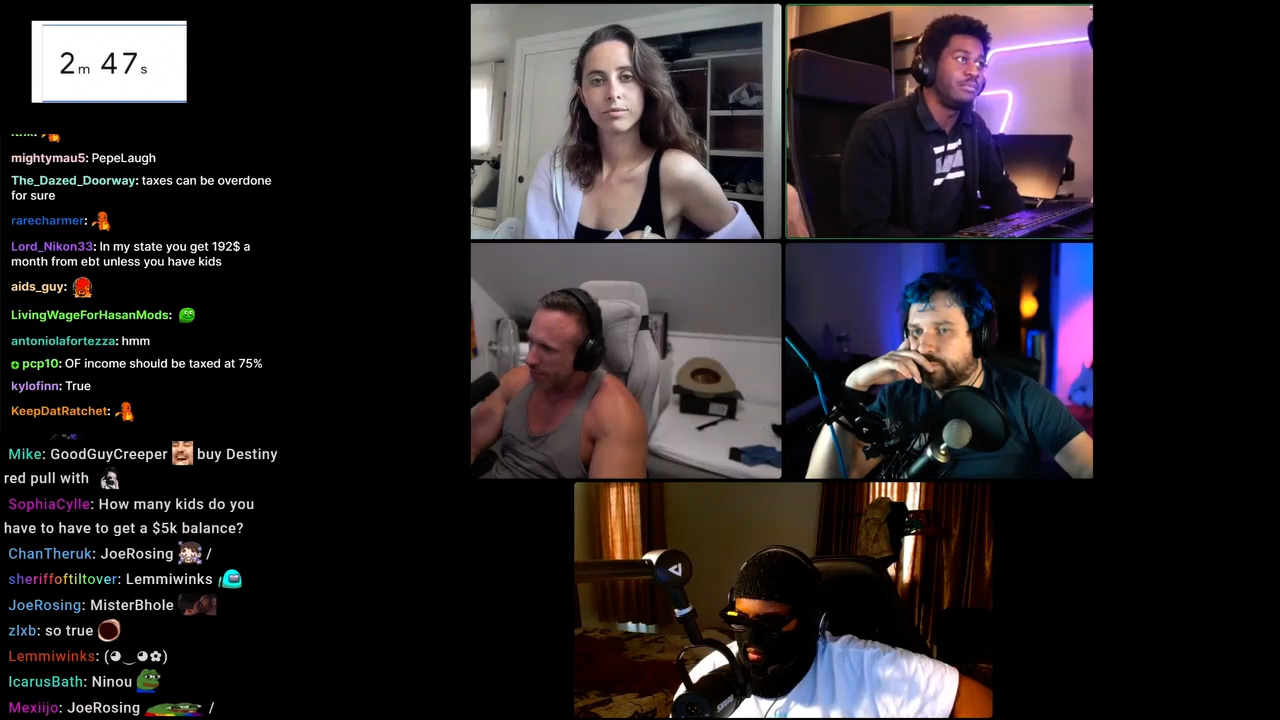 2m 47s
mightymau5: PepeLaugh
The_Dazed_Doorway: taxes can be overdone
for sure
rarecharmer:
Lord_Nikon33: In my state you get 192$ a
month from ebt unless you have kids
aids_guy:
LivingWageForHasanMods:
antoniolafortezza: hmm
pcp10: OF income should be taxed at 75%
kylofinn: True
KeepDatRatchet:
Mike: GoodGuyCreeper buy Destiny
red pull with
SophiaCylle: How many kids do you
have to have to get a $5k balance?
ChanTheruk: JoeRosing /
sheriffoftiltover: Lemmiwinks
JoeRosing: MisterBhole
zlxb: so true
Lemmiwinks: (◕‿◕✿)
IcarusBath: Ninou
Mexiijo: JoeRosing /